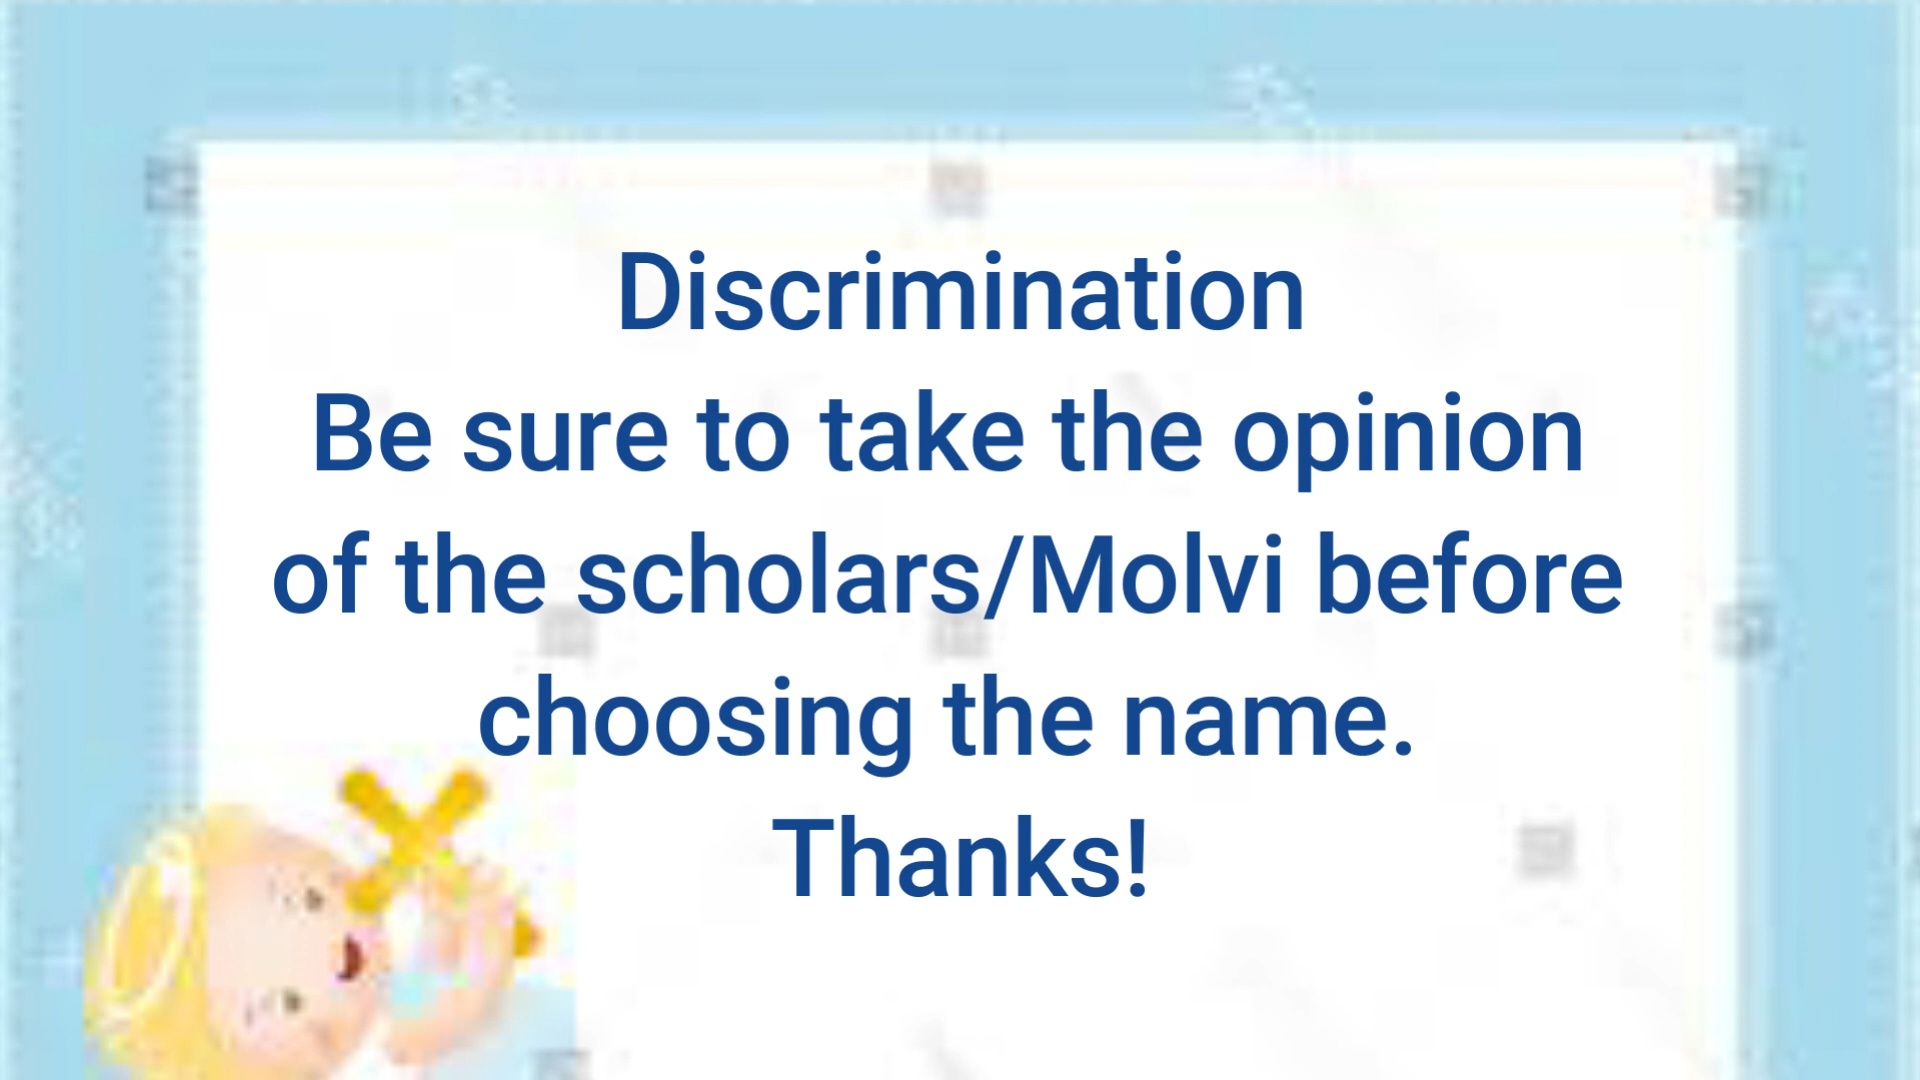 Discrimination
Be sure to take the opinion
of the scholars/Molvi before
choosing the name.
Thanks!